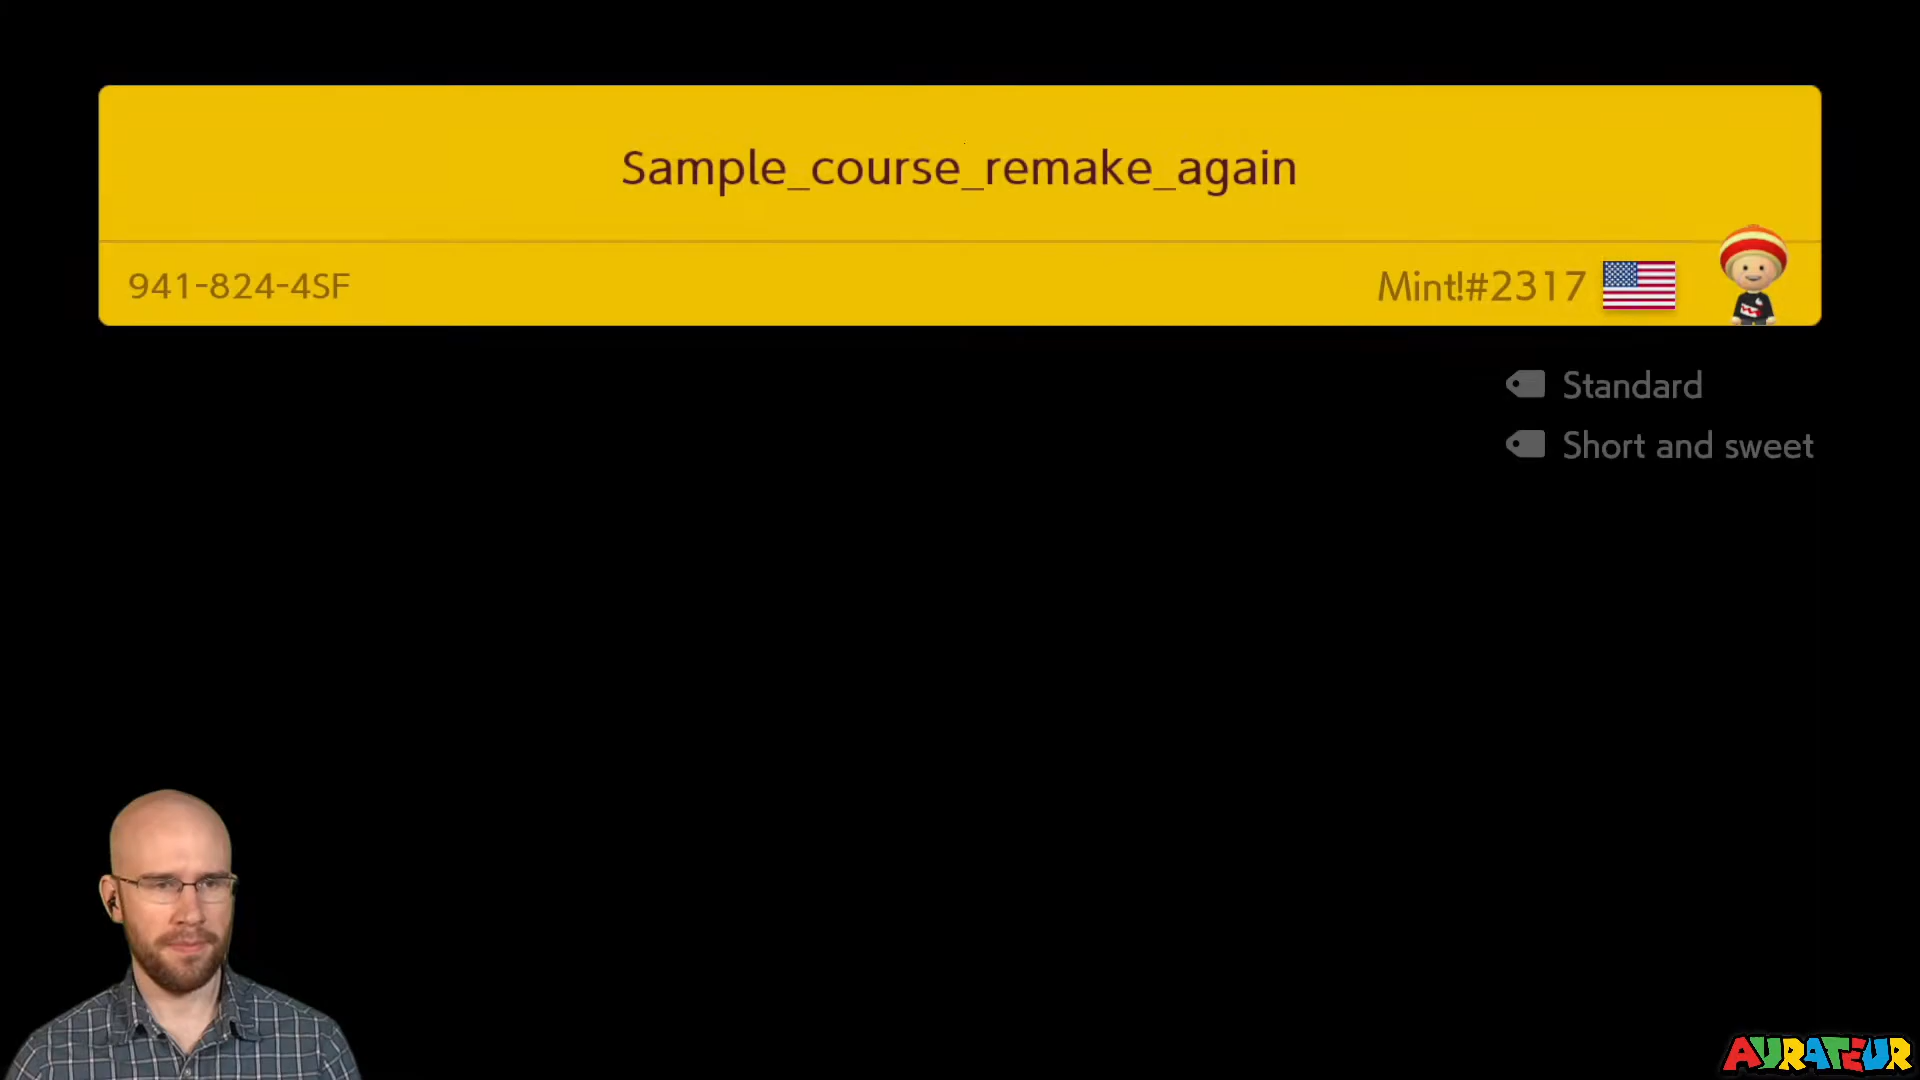 Sample_course_remake_again
941-824-4SF
Mint!#2317
Standard
Short and sweet
AURATEUR